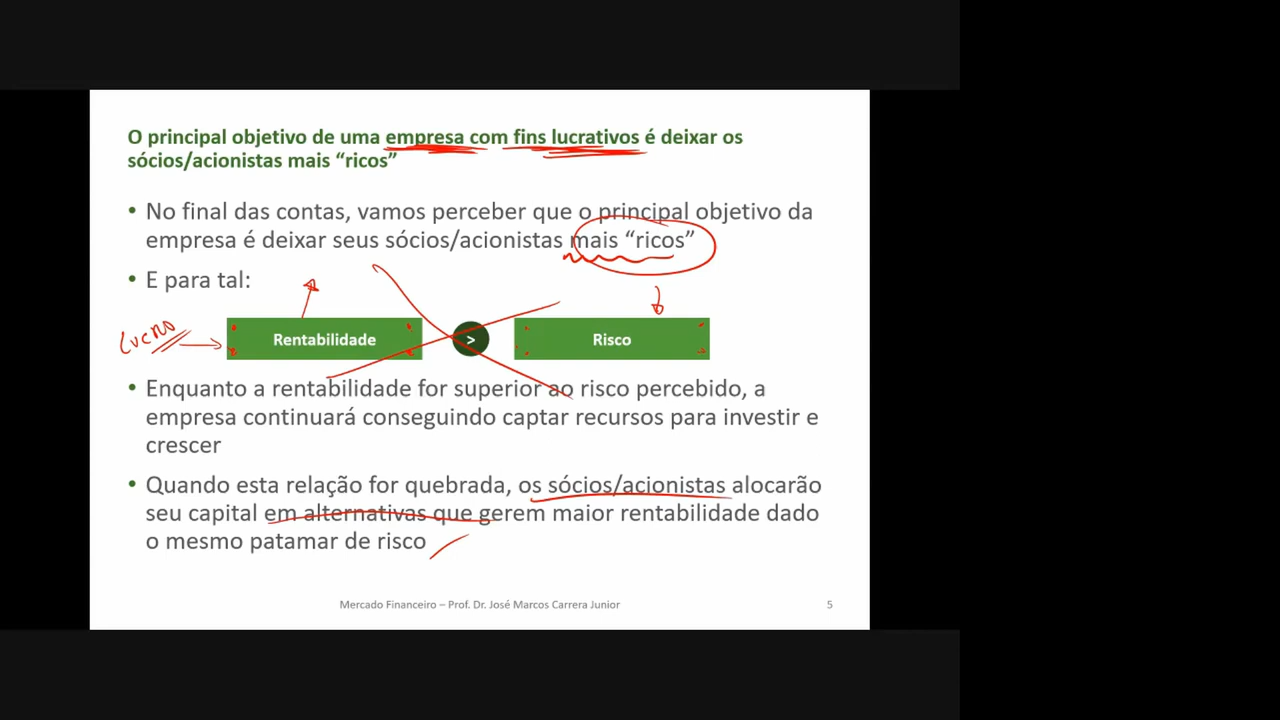 O principal objetivo de uma empresa com fins lucrativos é deixar os
sócios/acionistas mais “ricos”
• No final das contas, vamos perceber que o principal objetivo da
empresa é deixar seus sócios/acionistas mais “ricos”
• E para tal:
Lucro
Rentabilidade > Risco
• Enquanto a rentabilidade for superior ao risco percebido, a
empresa continuará conseguindo captar recursos para investir e
crescer
• Quando esta relação for quebrada, os sócios/acionistas alocarão
seu capital em alternativas que gerem maior rentabilidade dado
o mesmo patamar de risco
Mercado Financeiro – Prof. Dr. José Marcos Carrera Junior 5